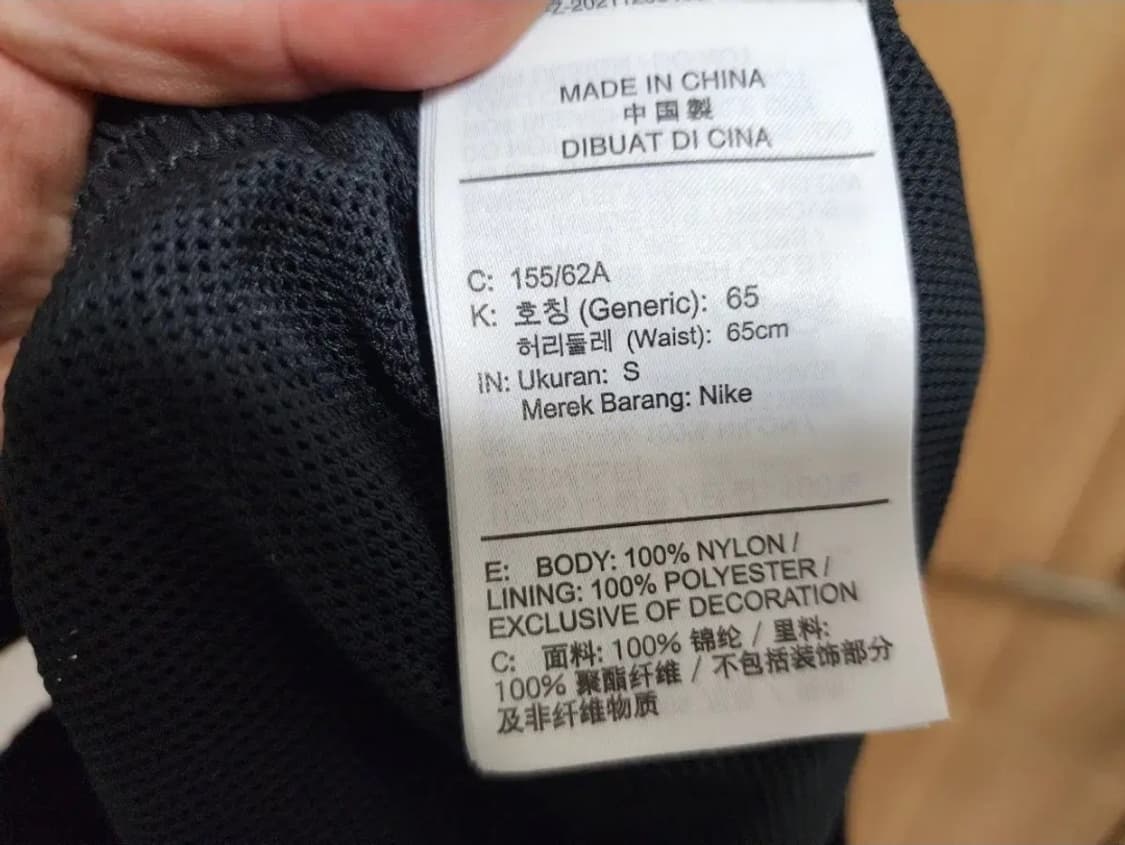 MADE IN CHINA
中国製
DIBUAT DI CINA
C: 155/62A
K: 호칭 (Generic): 65
허리둘레 (Waist): 65cm
IN: Ukuran: S
Merek Barang: Nike
E: BODY: 100% NYLON /
LINING: 100% POLYESTER /
EXCLUSIVE OF DECORATION
C: 面料: 100% 锦纶 / 里料:
100% 聚酯纤维 / 不包括装饰部分
及非纤维物质